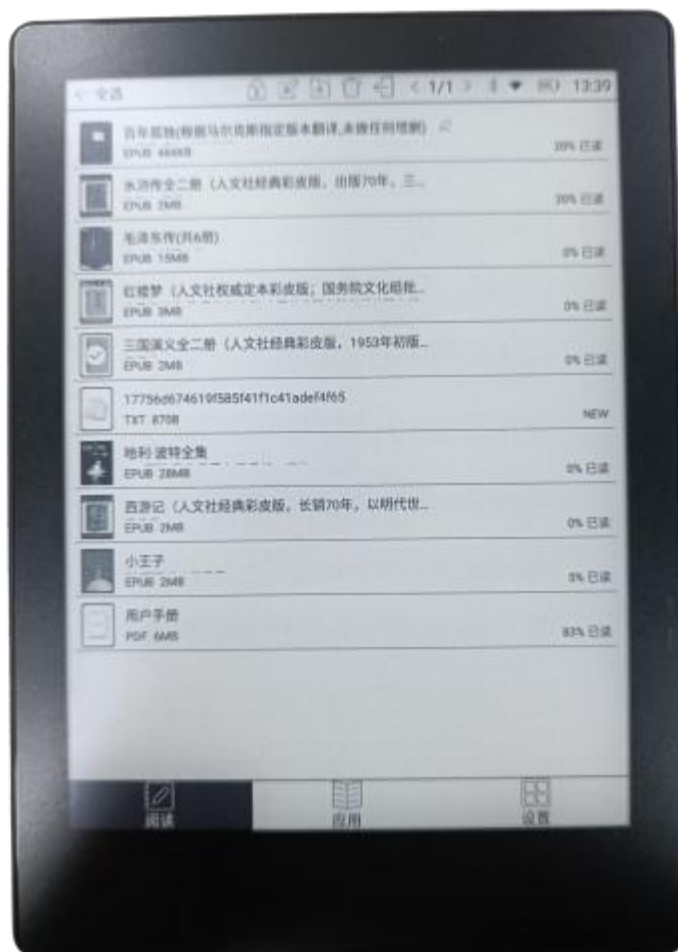 ← 全选 < 1/1 > 13:39
百年孤独(根据马尔克斯指定版本翻译,未做任何增删)
EPUB 466KB 30% 已读
水浒传全二册（人文社经典彩皮版，出版70年，三...
EPUB 2MB 30% 已读
毛泽东传(共6册)
EPUB 15MB 0% 已读
红楼梦（人文社权威定本彩皮版；国务院文化组批...
EPUB 3MB 0% 已读
三国演义全二册（人文社经典彩皮版，1953年初版...
EPUB 2MB 0% 已读
17756d674619f585f41f1c41adef4f65
TXT 870B NEW
哈利·波特全集
EPUB 28MB 0% 已读
西游记（人文社经典彩皮版，长销70年，以明代世...
EPUB 2MB 0% 已读
小王子
EPUB 2MB 已读
用户手册
PDF 6MB 83% 已读
阅读 应用 设置